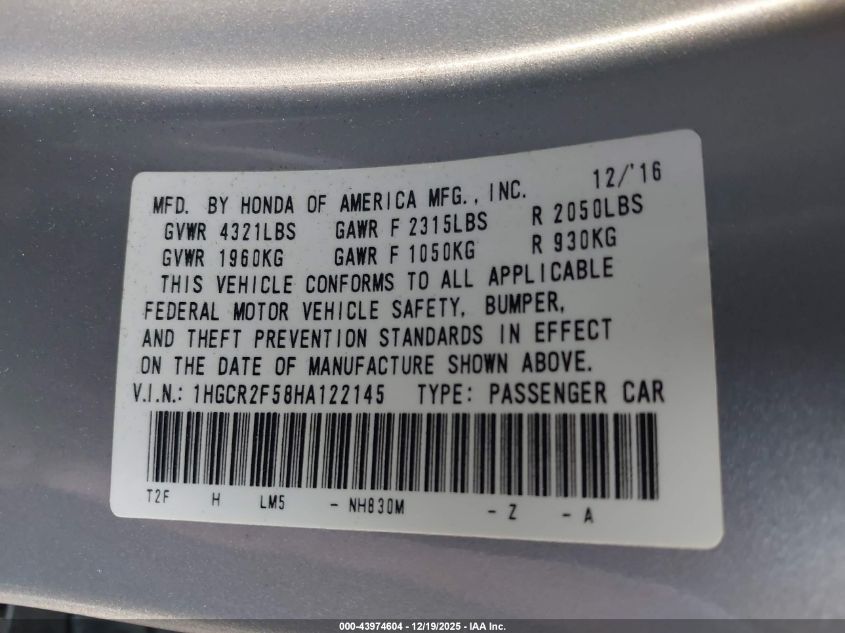 MFD. BY HONDA OF AMERICA MFG., INC. 12/'16
GVWR 4321LBS GAWR F 2315LBS R 2050LBS
GVWR 1960KG GAWR F 1050KG R 930KG
THIS VEHICLE CONFORMS TO ALL APPLICABLE
FEDERAL MOTOR VEHICLE SAFETY, BUMPER,
AND THEFT PREVENTION STANDARDS IN EFFECT
ON THE DATE OF MANUFACTURE SHOWN ABOVE.
V.I.N.: 1HGCR2F58HA122145 TYPE: PASSENGER CAR
T2F H LM5 - NH830M - Z - A
000-43974604 | 12/19/2025 - IAA Inc.